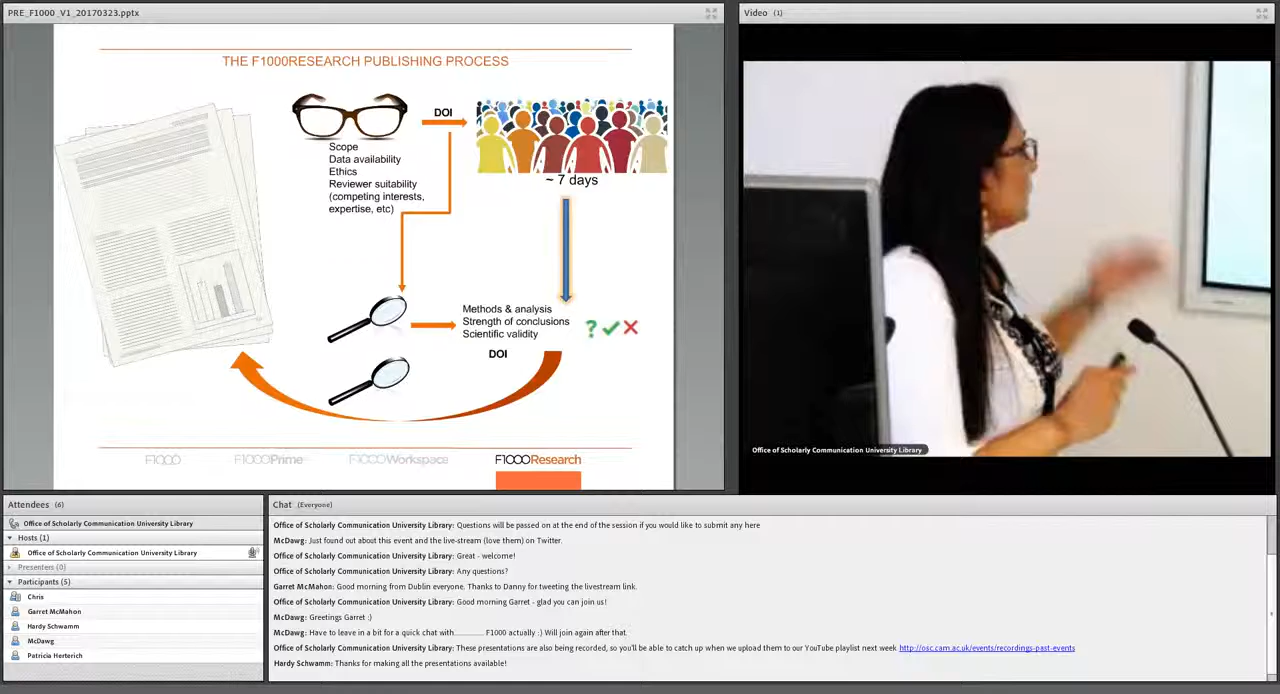 PRE_F1000 _V1_20170323.pptx
THE F1000RESEARCH PUBLISHING PROCESS
DOI
Scope
Data availability
Ethics
Reviewer suitability
(competing interests,
expertise, etc)
~ 7 days
Methods & analysis
Strength of conclusions
Scientific validity
? ✓ ✕
DOI
F1000
F1000Prime
F1000Workspace
F1000Research
Video (1)
Office of Scholarly Communication University Library
Attendees (6)
Office of Scholarly Communication University Library
Hosts (1)
Office of Scholarly Communication University Library
Presenters (0)
Participants (5)
Chris
Garret McMahon
Hardy Schwamm
McDawg
Patricia Herterich
Chat (Everyone)
Office of Scholarly Communication University Library: Questions will be passed on at the end of the session if you would like to submit any here
McDawg: Just found out about this event and the live-stream (love them) on Twitter.
Office of Scholarly Communication University Library: Great - welcome!
Office of Scholarly Communication University Library: Any questions?
Garret McMahon: Good morning from Dublin everyone. Thanks to Danny for tweeting the livestream link.
Office of Scholarly Communication University Library: Good morning Garret - glad you can join us!
McDawg: Greetings Garret :)
McDawg: Have to leave in a bit for a quick chat with............... F1000 actually :) Will join again after that.
Office of Scholarly Communication University Library: These presentations are also being recorded, so you'll be able to catch up when we upload them to our YouTube playlist next week http://osc.cam.ac.uk/events/recordings-past-events
Hardy Schwamm: Thanks for making all the presentations available!